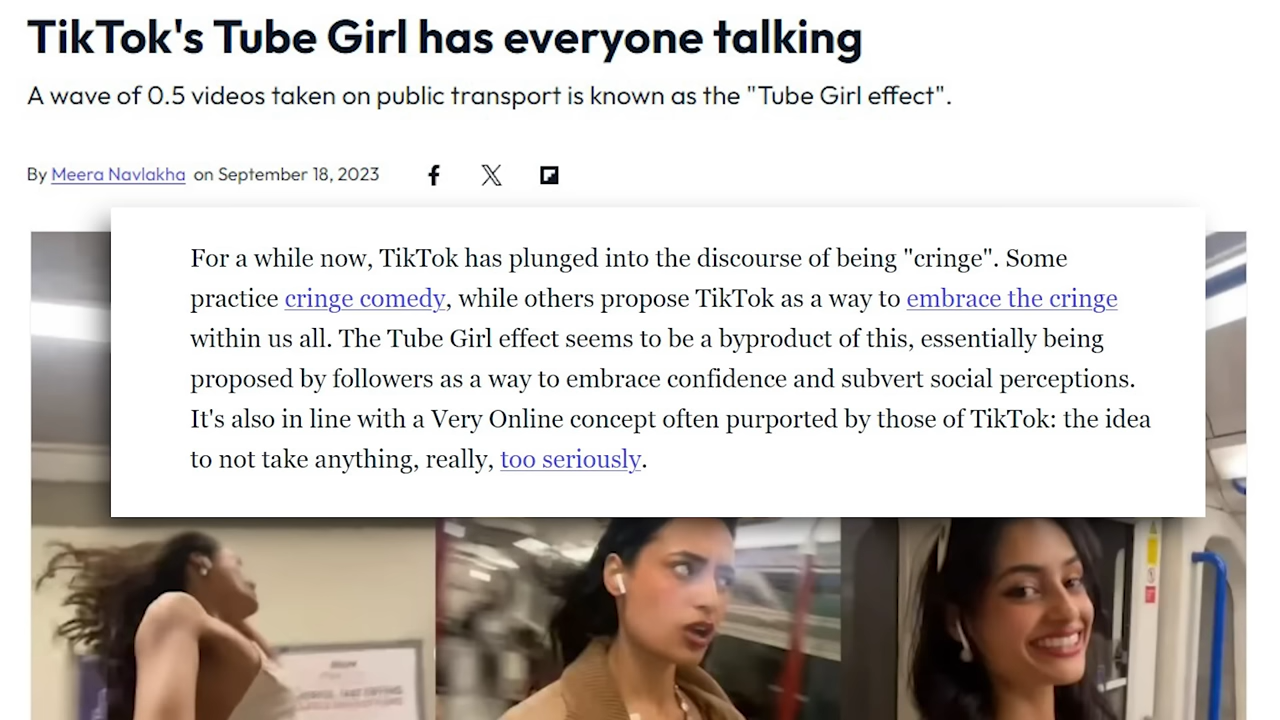 TikTok's Tube Girl has everyone talking
A wave of 0.5 videos taken on public transport is known as the "Tube Girl effect".
By Meera Navlakha on September 18, 2023
For a while now, TikTok has plunged into the discourse of being "cringe". Some
practice cringe comedy, while others propose TikTok as a way to embrace the cringe
within us all. The Tube Girl effect seems to be a byproduct of this, essentially being
proposed by followers as a way to embrace confidence and subvert social perceptions.
It's also in line with a Very Online concept often purported by those of TikTok: the idea
to not take anything, really, too seriously.